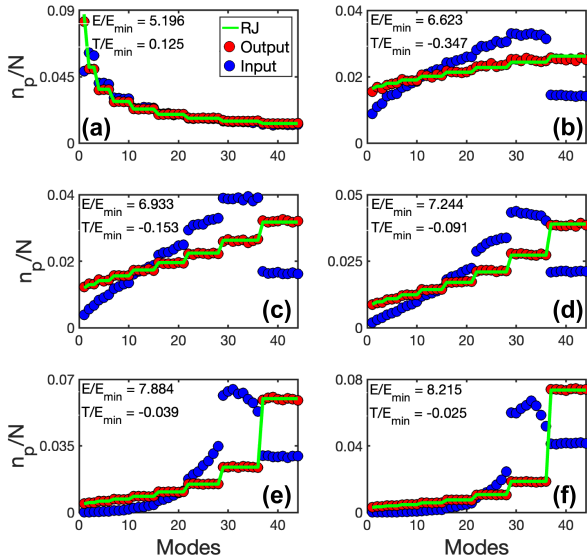 0.09
0.045
0
n_p/N
E/E_min = 5.196
T/E_min = 0.125
RJ
Output
Input
(a)
0 10 20 30 40
0.04
0.02
0
E/E_min = 6.623
T/E_min = -0.347
(b)
0 10 20 30 40
0.04
0.02
0
n_p/N
E/E_min = 6.933
T/E_min = -0.153
(c)
0 10 20 30 40
0.05
0.025
0
E/E_min = 7.244
T/E_min = -0.091
(d)
0 10 20 30 40
0.07
0.035
0
n_p/N
E/E_min = 7.884
T/E_min = -0.039
(e)
0 10 20 30 40
Modes
0.08
0.04
0
E/E_min = 8.215
T/E_min = -0.025
(f)
0 10 20 30 40
Modes